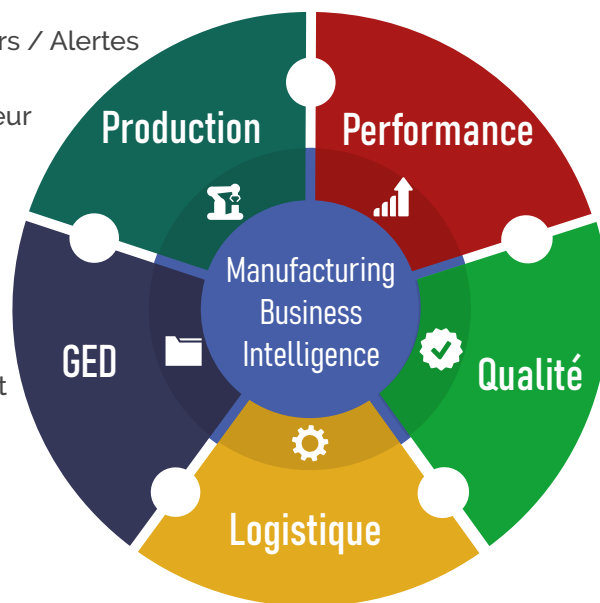 rs / Alertes
eur
Production
Performance
Manufacturing
Business
Intelligence
GED
Qualité
t
Logistique